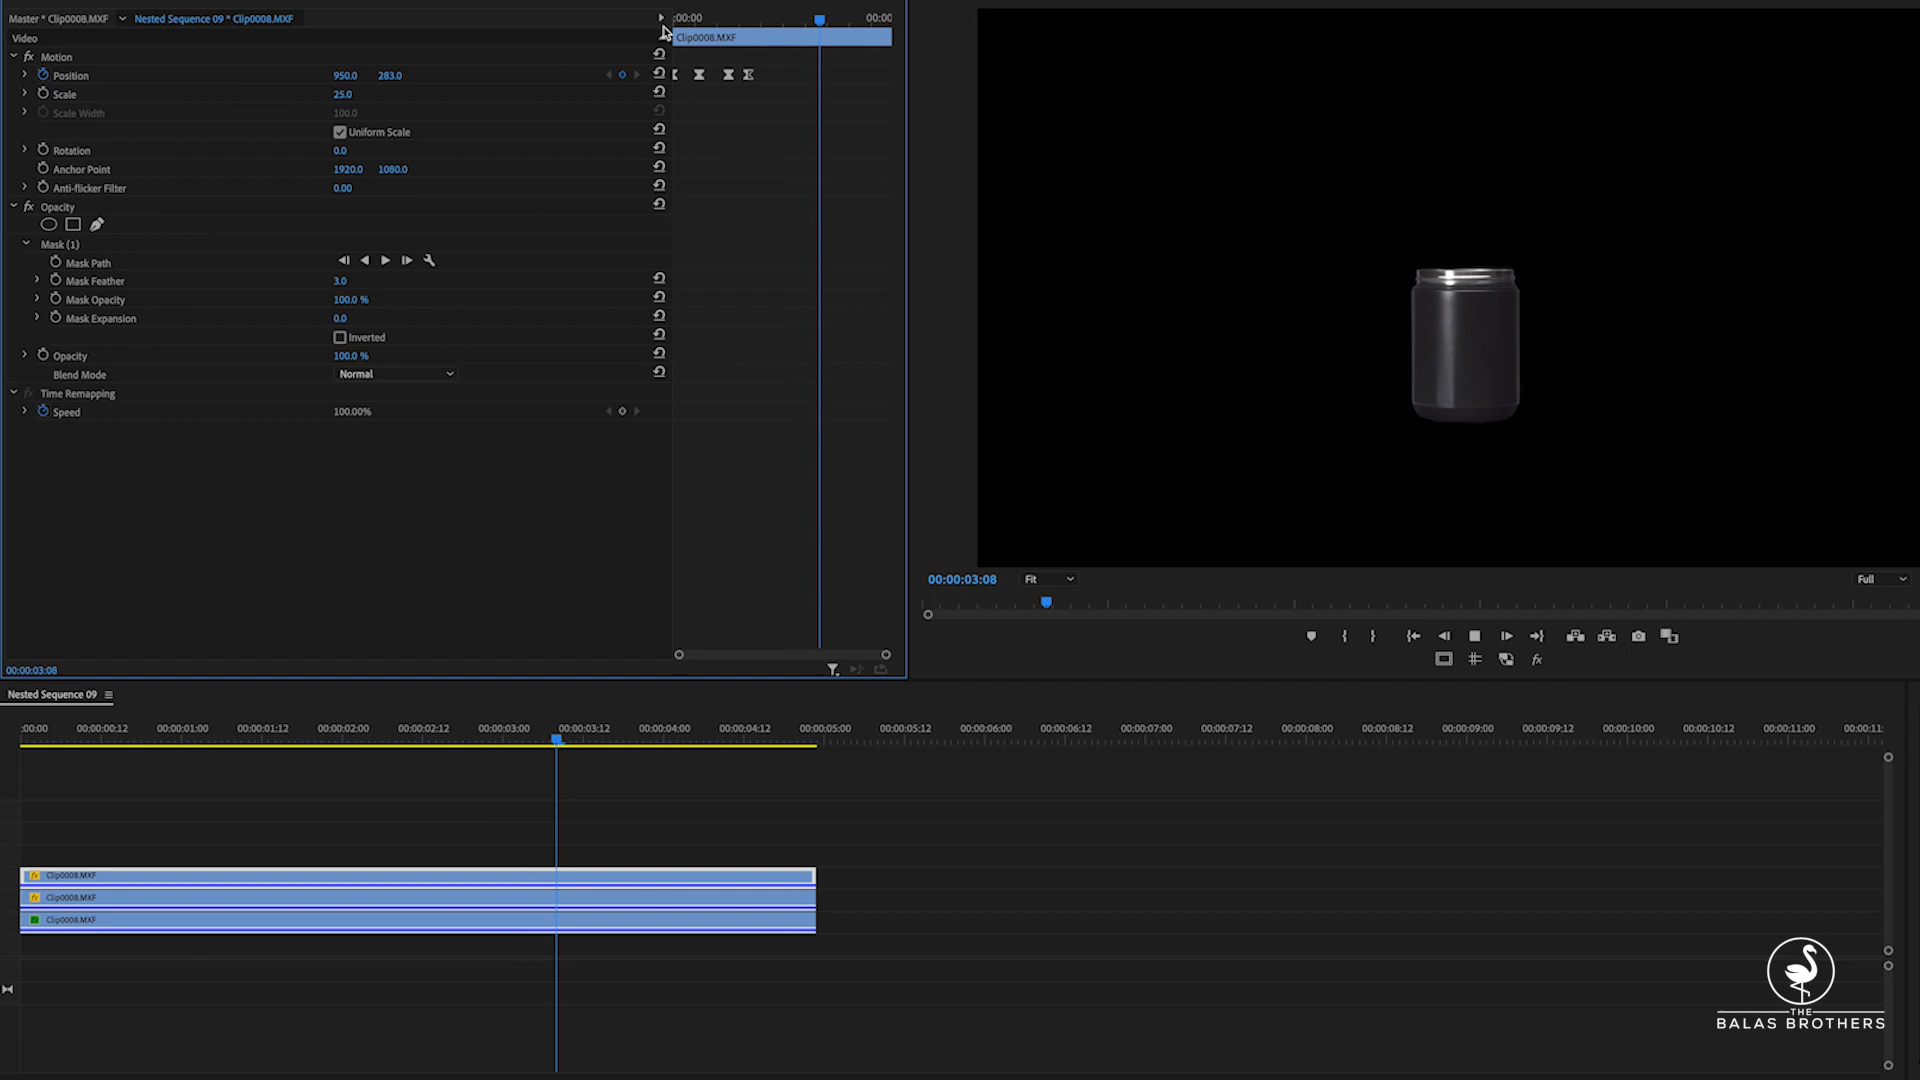 Master * Clip0008.MXF
Nested Sequence 09 * Clip0008.MXF
:00:00
00:00
Video
Clip0008.MXF
fx Motion
Position 950.0 283.0
Scale 25.0
Scale Width 100.0
Uniform Scale
Rotation 0.0
Anchor Point 1920.0 1080.0
Anti-flicker Filter 0.00
fx Opacity
Mask (1)
Mask Path
Mask Feather 3.0
Mask Opacity 100.0 %
Mask Expansion 0.0
Inverted
Opacity 100.0 %
Blend Mode Normal
fx Time Remapping
Speed 100.00%
00:00:03:08
00:00:03:08 Fit Full
fx
Nested Sequence 09
:00:00 00:00:00:12 00:00:01:00 00:00:01:12 00:00:02:00 00:00:02:12 00:00:03:00 00:00:03:12 00:00:04:00 00:00:04:12 00:00:05:00 00:00:05:12 00:00:06:00 00:00:06:12 00:00:07:00 00:00:07:12 00:00:08:00 00:00:08:12 00:00:09:00 00:00:09:12 00:00:10:00 00:00:10:12 00:00:11:00 00:00:11:
fx Clip0008.MXF
fx Clip0008.MXF
Clip0008.MXF
THE
BALAS BROTHERS